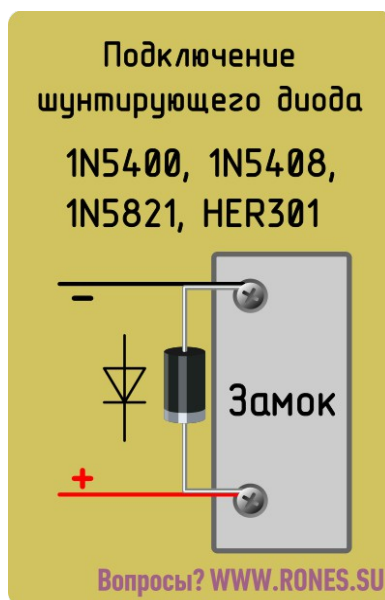 Подключение
шунтирующего диода
1N5400, 1N5408,
1N5821, HER301
-
Замок
+
Вопросы? WWW.RONES.SU